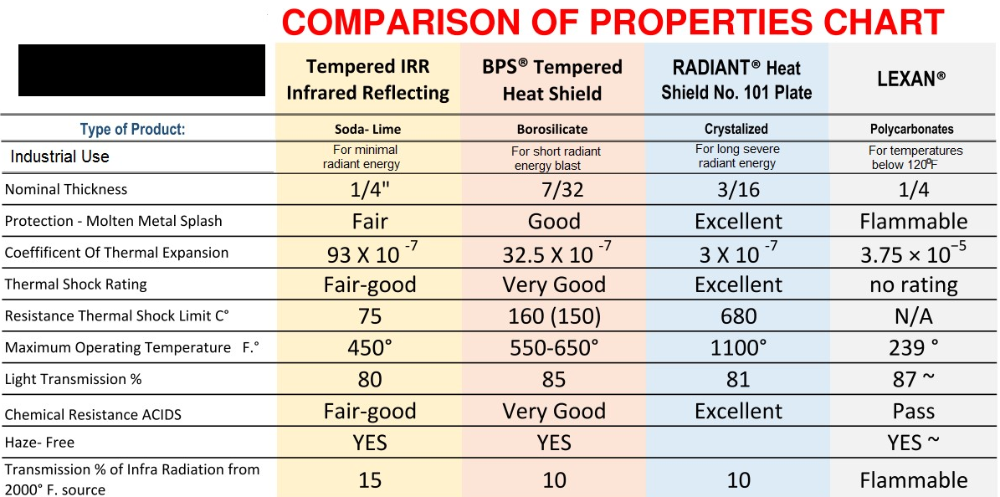 COMPARISON OF PROPERTIES CHART
Tempered IRR BPS® Tempered RADIANT® Heat LEXAN®
Infrared Reflecting Heat Shield Shield No. 101 Plate
Type of Product: Soda- Lime Borosilicate Crystalized Polycarbonates
Industrial Use For minimal For short radiant For long severe For temperatures
radiant energy energy blast radiant energy below 120ºF
Nominal Thickness 1/4" 7/32 3/16 1/4
Protection - Molten Metal Splash Fair Good Excellent Flammable
Coeffificent Of Thermal Expansion 93 X 10 -7 32.5 X 10 -7 3 X 10 -7 3.75 × 10−5
Thermal Shock Rating Fair-good Very Good Excellent no rating
Resistance Thermal Shock Limit C° 75 160 (150) 680 N/A
Maximum Operating Temperature F.° 450° 550-650° 1100° 239 °
Light Transmission % 80 85 81 87 ~
Chemical Resistance ACIDS Fair-good Very Good Excellent Pass
Haze- Free YES YES YES ~
Transmission % of Infra Radiation from
2000° F. source 15 10 10 Flammable